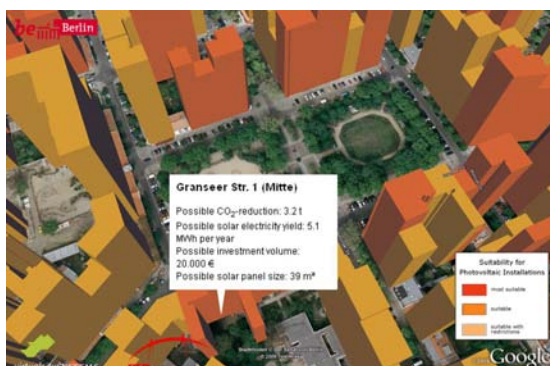 be Berlin
Granseer Str. 1 (Mitte)
Possible CO₂-reduction: 3.2 t
Possible solar electricity yield: 5.1
MWh per year
Possible investment volume:
20.000 €
Possible solar panel size: 39 m²
Suitability for
Photovoltaic Installations
most suitable
suitable
suitable with
restrictions
Google